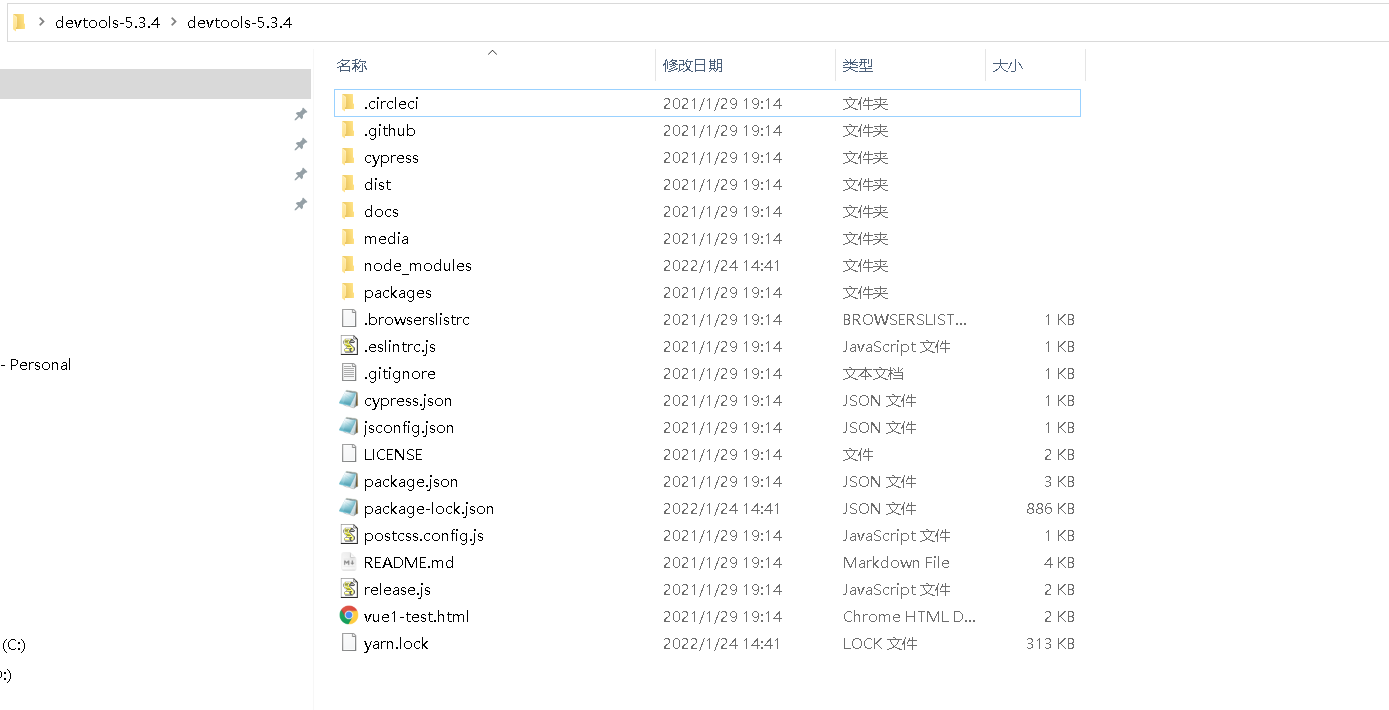 devtools-5.3.4 > devtools-5.3.4
名称 修改日期 类型 大小
.circleci 2021/1/29 19:14 文件夹
.github 2021/1/29 19:14 文件夹
cypress 2021/1/29 19:14 文件夹
dist 2021/1/29 19:14 文件夹
docs 2021/1/29 19:14 文件夹
media 2021/1/29 19:14 文件夹
node_modules 2022/1/24 14:41 文件夹
packages 2021/1/29 19:14 文件夹
.browserslistrc 2021/1/29 19:14 BROWSERSLIST... 1 KB
.eslintrc.js 2021/1/29 19:14 JavaScript 文件 1 KB
- Personal
.gitignore 2021/1/29 19:14 文本文档 1 KB
cypress.json 2021/1/29 19:14 JSON 文件 1 KB
jsconfig.json 2021/1/29 19:14 JSON 文件 1 KB
LICENSE 2021/1/29 19:14 文件 2 KB
package.json 2021/1/29 19:14 JSON 文件 3 KB
package-lock.json 2022/1/24 14:41 JSON 文件 886 KB
postcss.config.js 2021/1/29 19:14 JavaScript 文件 1 KB
README.md 2021/1/29 19:14 Markdown File 4 KB
release.js 2021/1/29 19:14 JavaScript 文件 2 KB
vue1-test.html 2021/1/29 19:14 Chrome HTML D... 2 KB
yarn.lock 2022/1/24 14:41 LOCK 文件 313 KB
(C:)
:)